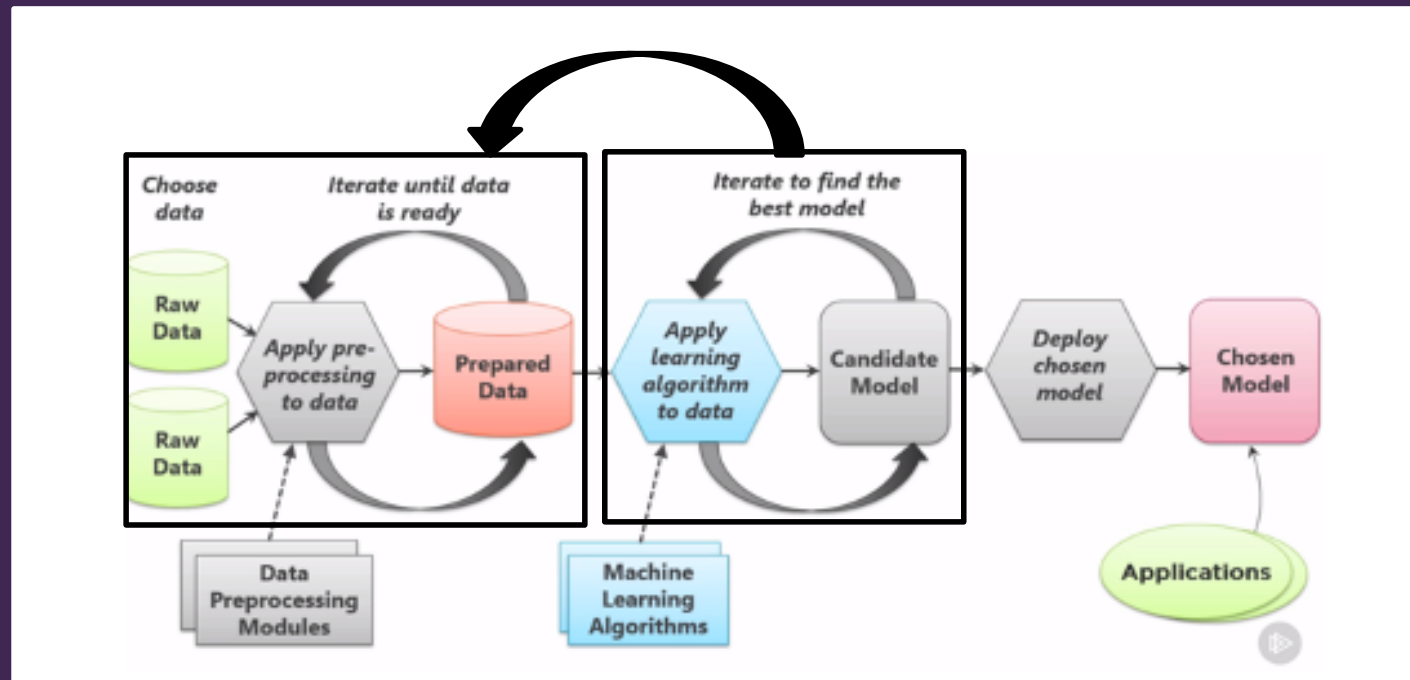 Choose
data
Iterate until data
is ready
Raw
Data
Raw
Data
Apply pre-
processing
to data
Prepared
Data
Data
Preprocessing
Modules
Iterate to find the
best model
Apply
learning
algorithm
to data
Candidate
Model
Machine
Learning
Algorithms
Deploy
chosen
model
Chosen
Model
Applications